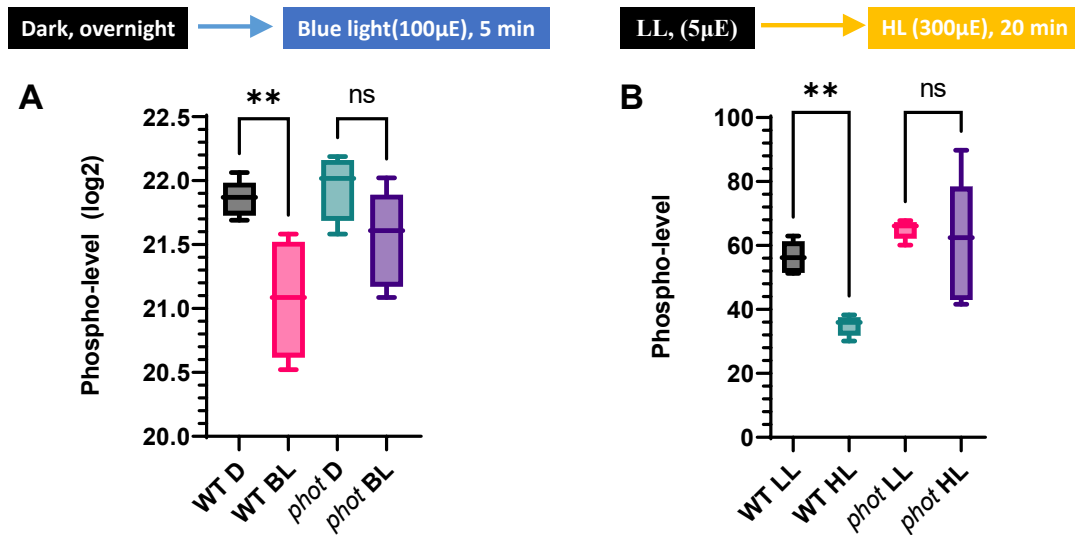 Dark, overnight
Blue light(100µE), 5 min
LL, (5µE)
HL (300µE), 20 min
A
B
**
ns
**
ns
Phospho-level (log2)
22.5
22.0
21.5
21.0
20.5
20.0
WT D
WT BL
phot D
phot BL
Phospho-level
100
80
60
40
20
0
WT LL
WT HL
phot LL
phot HL